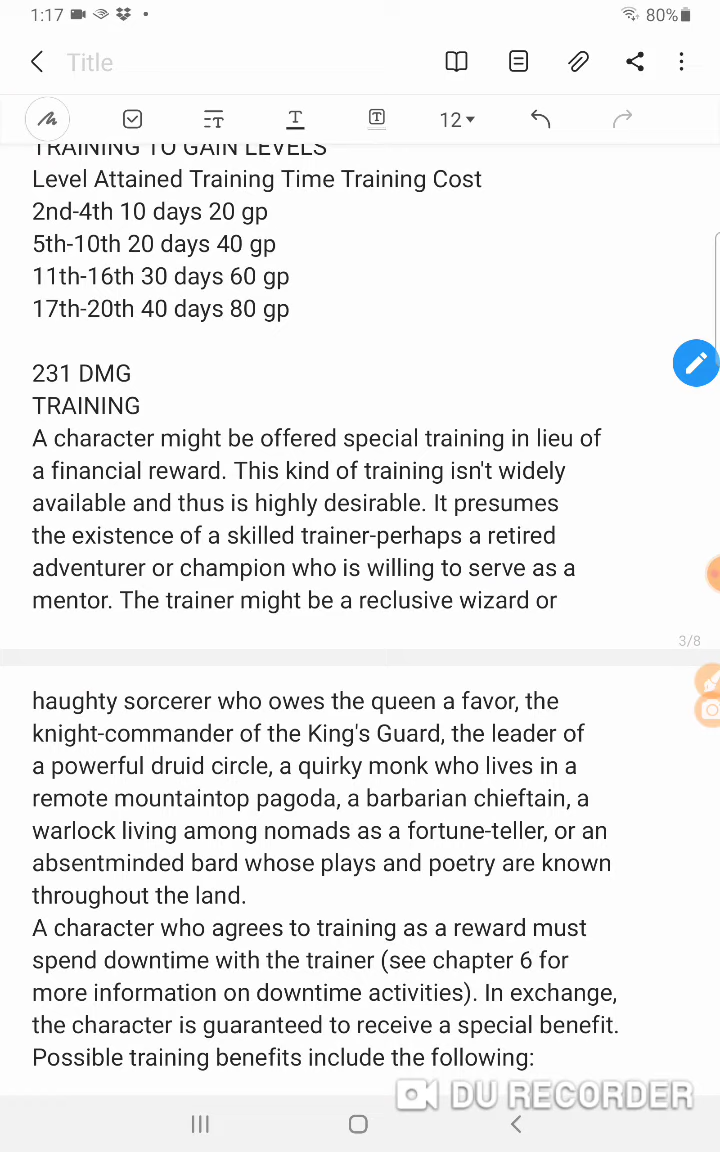 1:17
80%
Title
12
TRAINING TO GAIN LEVELS
Level Attained Training Time Training Cost
2nd-4th 10 days 20 gp
5th-10th 20 days 40 gp
11th-16th 30 days 60 gp
17th-20th 40 days 80 gp
231 DMG
TRAINING
A character might be offered special training in lieu of
a financial reward. This kind of training isn't widely
available and thus is highly desirable. It presumes
the existence of a skilled trainer-perhaps a retired
adventurer or champion who is willing to serve as a
mentor. The trainer might be a reclusive wizard or
3/8
haughty sorcerer who owes the queen a favor, the
knight-commander of the King's Guard, the leader of
a powerful druid circle, a quirky monk who lives in a
remote mountaintop pagoda, a barbarian chieftain, a
warlock living among nomads as a fortune-teller, or an
absentminded bard whose plays and poetry are known
throughout the land.
A character who agrees to training as a reward must
spend downtime with the trainer (see chapter 6 for
more information on downtime activities). In exchange,
the character is guaranteed to receive a special benefit.
Possible training benefits include the following:
DU RECORDER